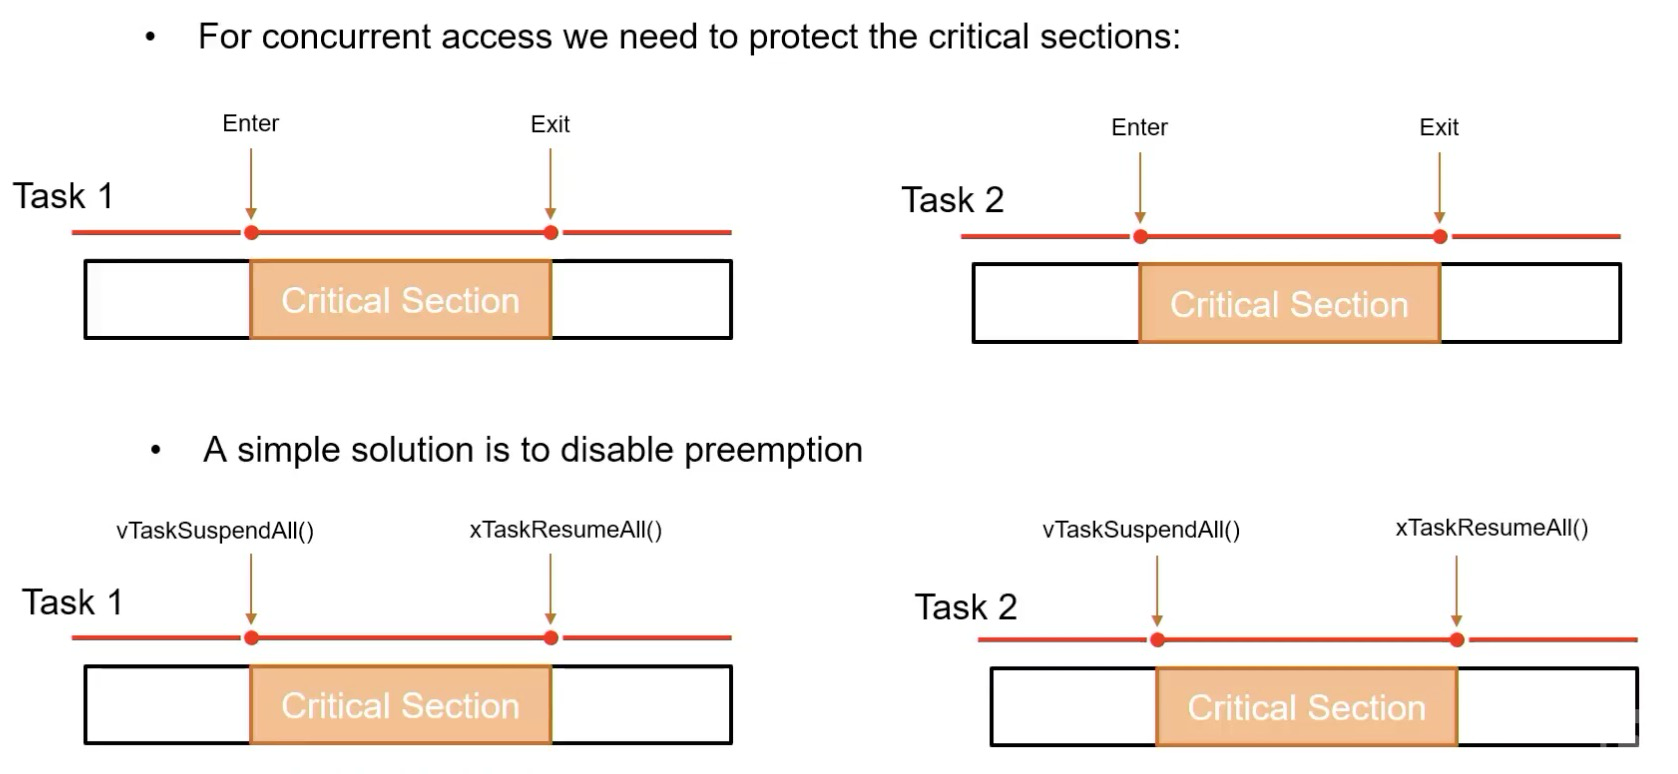 • For concurrent access we need to protect the critical sections:
Enter
Exit
Task 1
Critical Section
Enter
Exit
Task 2
Critical Section
• A simple solution is to disable preemption
vTaskSuspendAll()
xTaskResumeAll()
Task 1
Critical Section
vTaskSuspendAll()
xTaskResumeAll()
Task 2
Critical Section